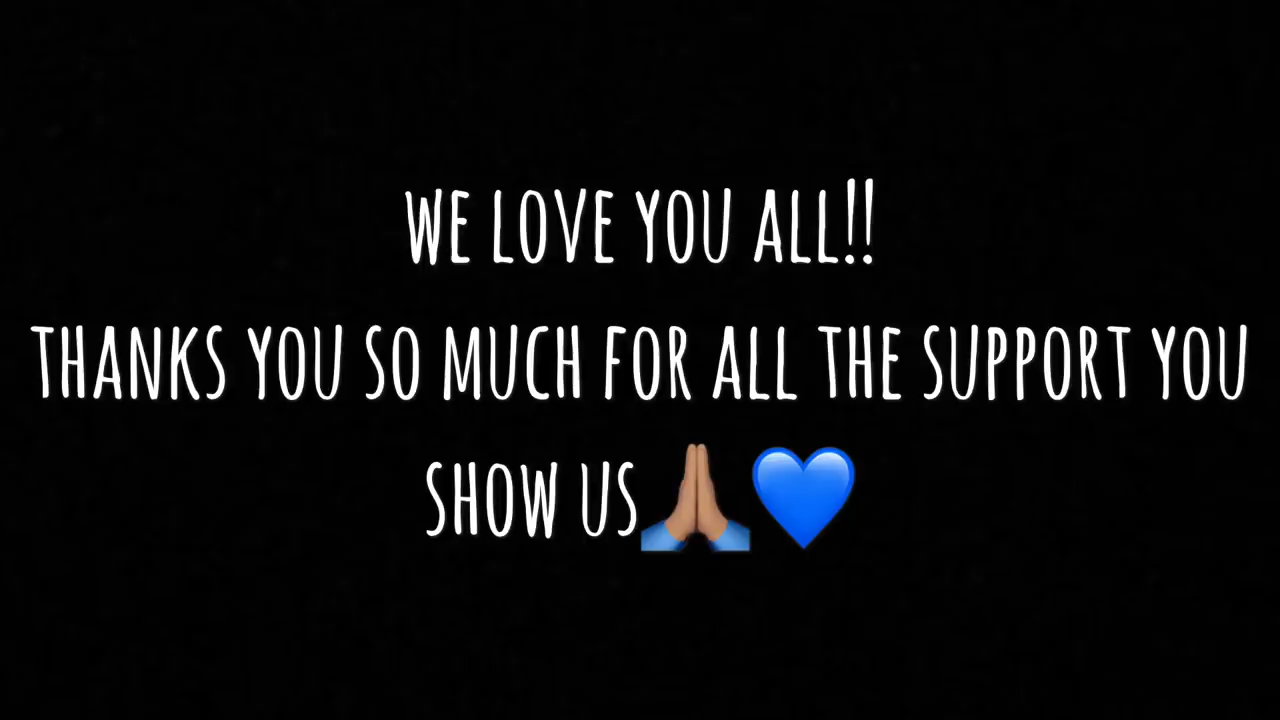 WE LOVE YOU ALL!!
THANKS YOU SO MUCH FOR ALL THE SUPPORT YOU
SHOW US🙏🏽💙